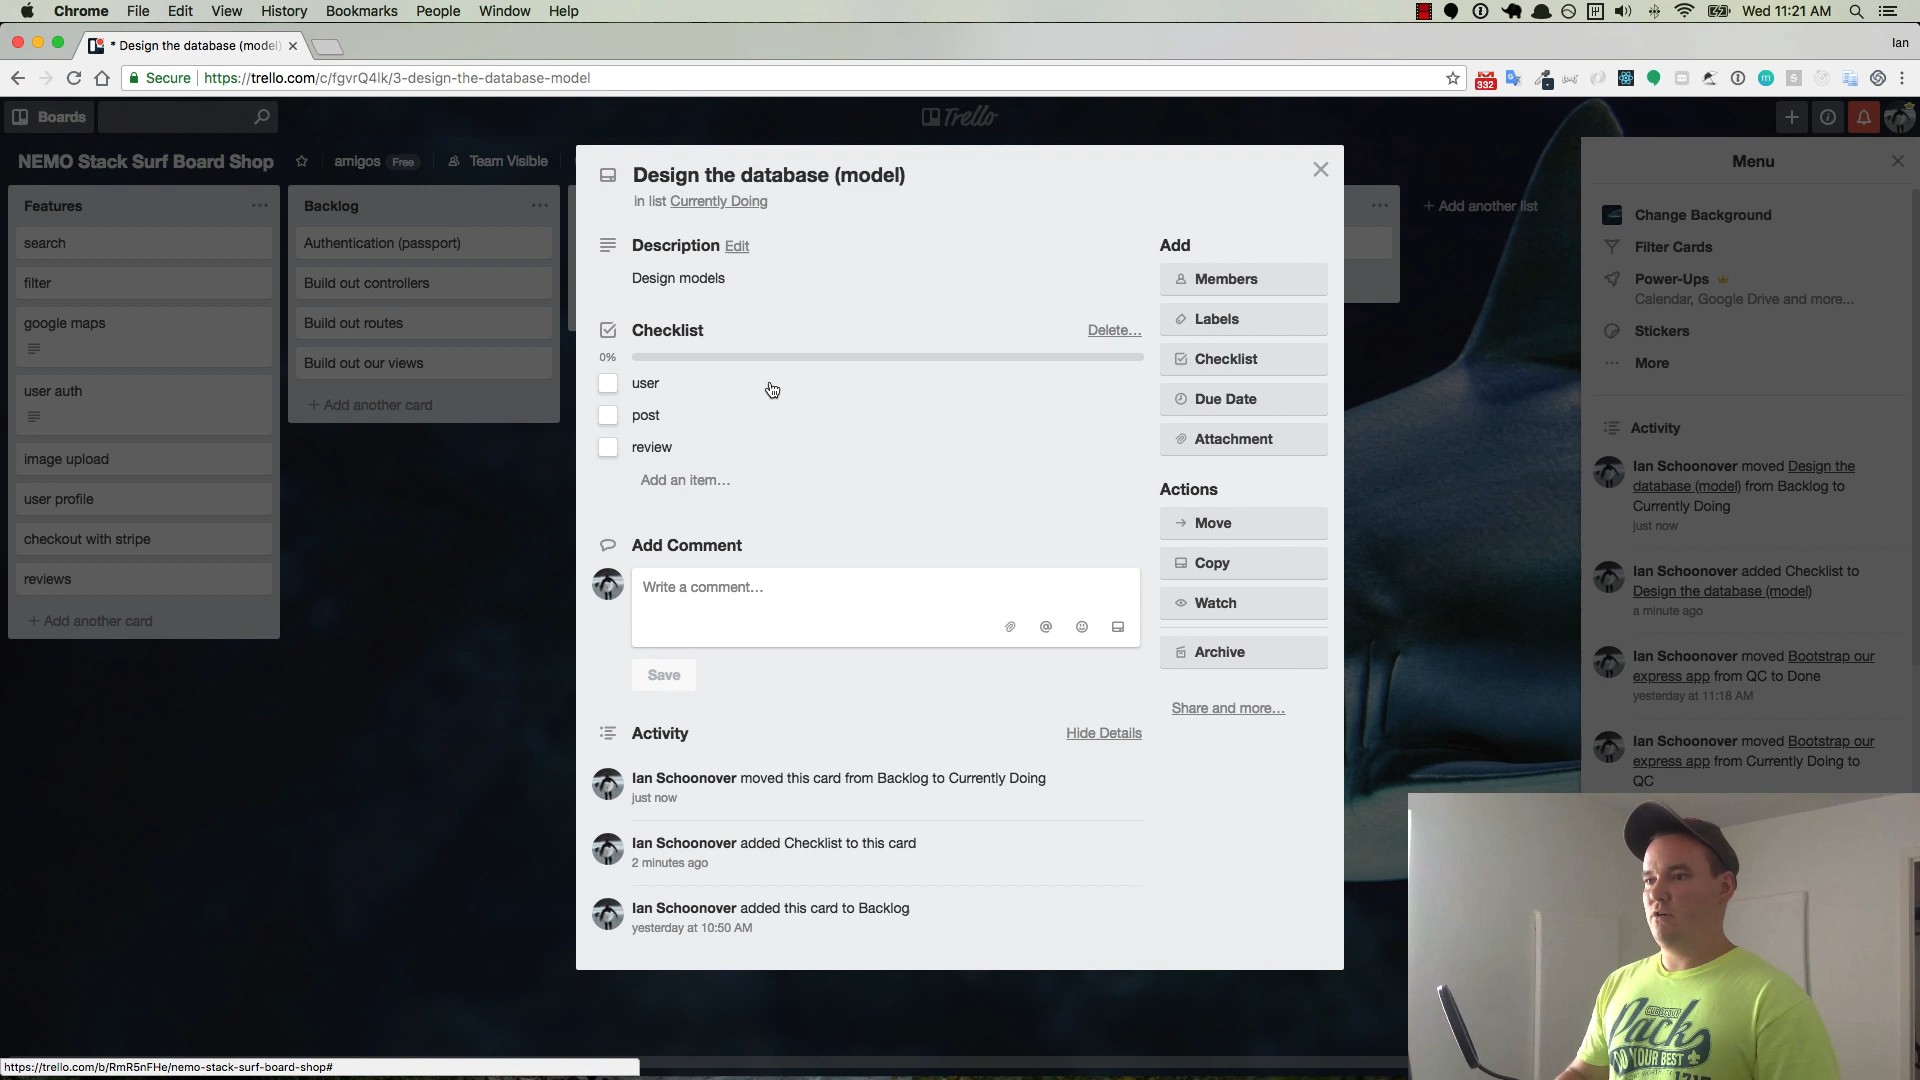 Chrome File Edit View History Bookmarks People Window Help
Wed 11:21 AM
* Design the database (model)
Ian
Secure https://trello.com/c/fgvrQ4lk/3-design-the-database-model
332
Boards
Trello
NEMO Stack Surf Board Shop
amigos Free
Team Visible
Features
search
filter
google maps
user auth
image upload
user profile
checkout with stripe
reviews
+ Add another card
Backlog
Authentication (passport)
Build out controllers
Build out routes
Build out our views
+ Add another card
Design the database (model)
in list Currently Doing
Description Edit
Design models
Checklist
Delete...
0%
user
post
review
Add an item...
Add Comment
Write a comment...
Save
Activity
Hide Details
Ian Schoonover moved this card from Backlog to Currently Doing
just now
Ian Schoonover added Checklist to this card
2 minutes ago
Ian Schoonover added this card to Backlog
yesterday at 10:50 AM
Add
Members
Labels
Checklist
Due Date
Attachment
Actions
Move
Copy
Watch
Archive
Share and more...
+ Add another list
Menu
Change Background
Filter Cards
Power-Ups
Calendar, Google Drive and more...
Stickers
More
Activity
Ian Schoonover moved Design the
database (model) from Backlog to
Currently Doing
just now
Ian Schoonover added Checklist to
Design the database (model)
a minute ago
Ian Schoonover moved Bootstrap our
express app from QC to Done
yesterday at 11:18 AM
Ian Schoonover moved Bootstrap our
express app from Currently Doing to
QC
Pack
DO YOUR BEST
https://trello.com/b/RmR5nFHe/nemo-stack-surf-board-shop#